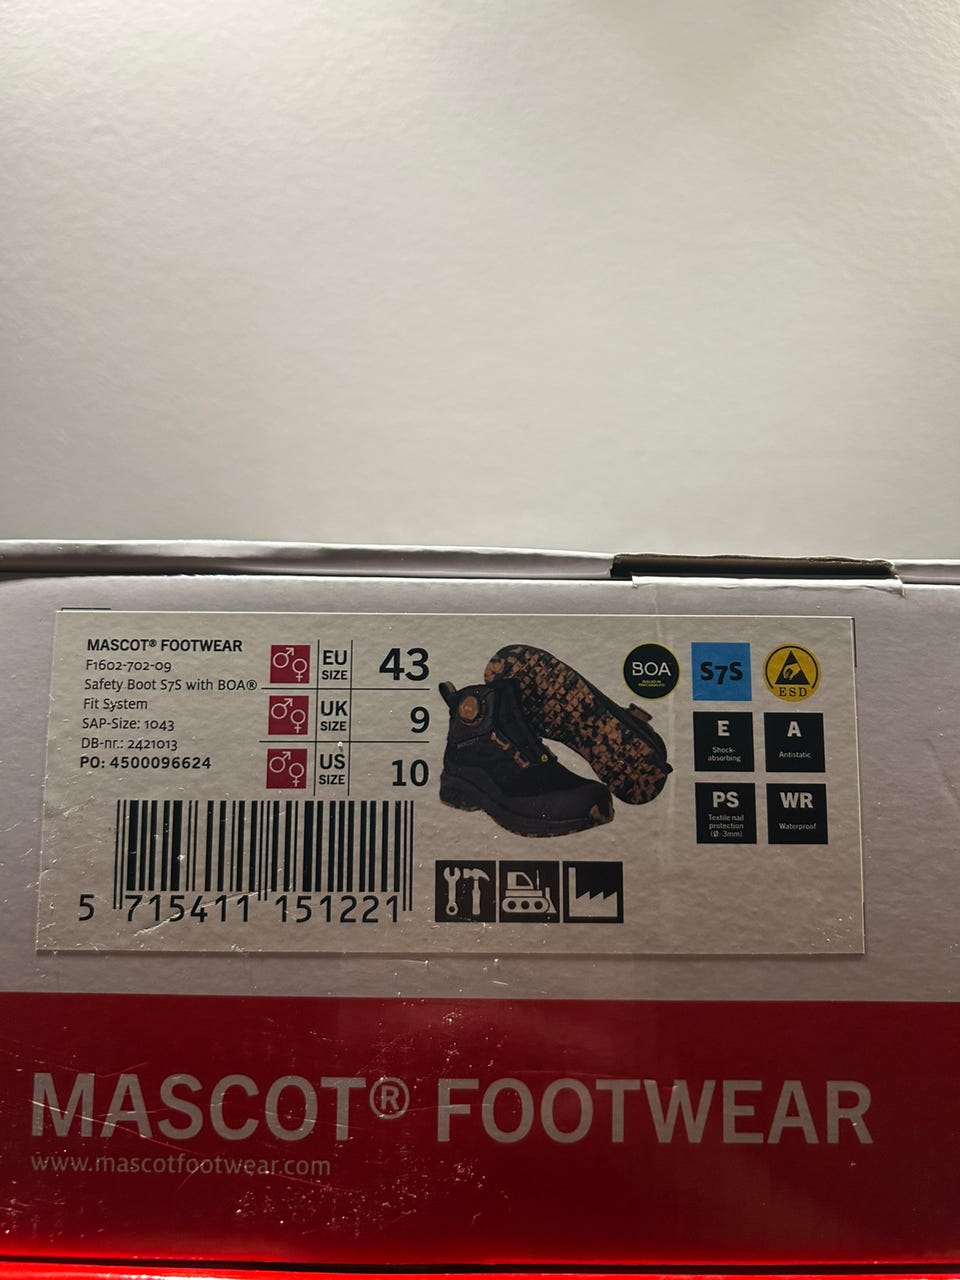 MASCOT® FOOTWEAR
F1602-702-09
Safety Boot S7S with BOA®
Fit System
SAP-Size: 1043
DB-nr.: 2421013
PO: 4500096624
EU SIZE 43
UK SIZE 9
US SIZE 10
5 715411 151221
BOA
S7S
ESD
E
Shock-
absorbing
A
Antistatic
PS
Textile nail
protection
(Ø 3mm)
WR
Waterproof
MASCOT® FOOTWEAR
www.mascotfootwear.com